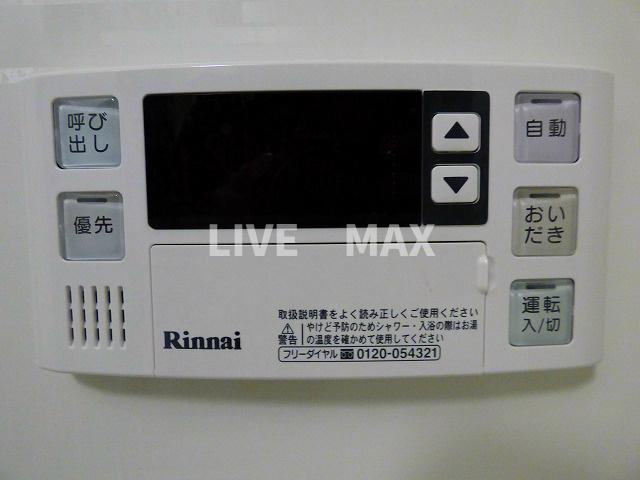 呼び
出し
優先
自動
おい
だき
運転
入/切
LIVE MAX
Rinnai
取扱説明書をよく読み正しくご使用ください
警告
やけど予防のためシャワー・入浴の際はお湯
の温度を確かめて使用してください
フリーダイヤル 0120-054321